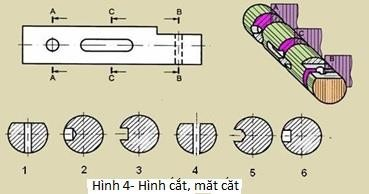 A C B
A C B
A
C
B
1 2 3 4 5 6
Hình 4- Hình cắt, mặt cắt